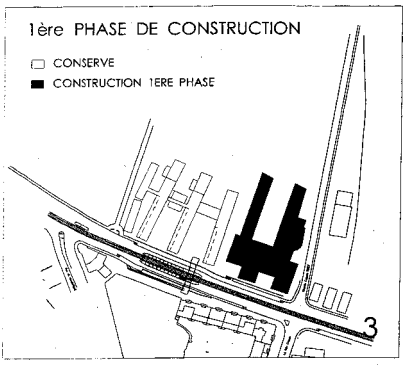 1ère PHASE DE CONSTRUCTION
CONSERVE
CONSTRUCTION 1ERE PHASE
3